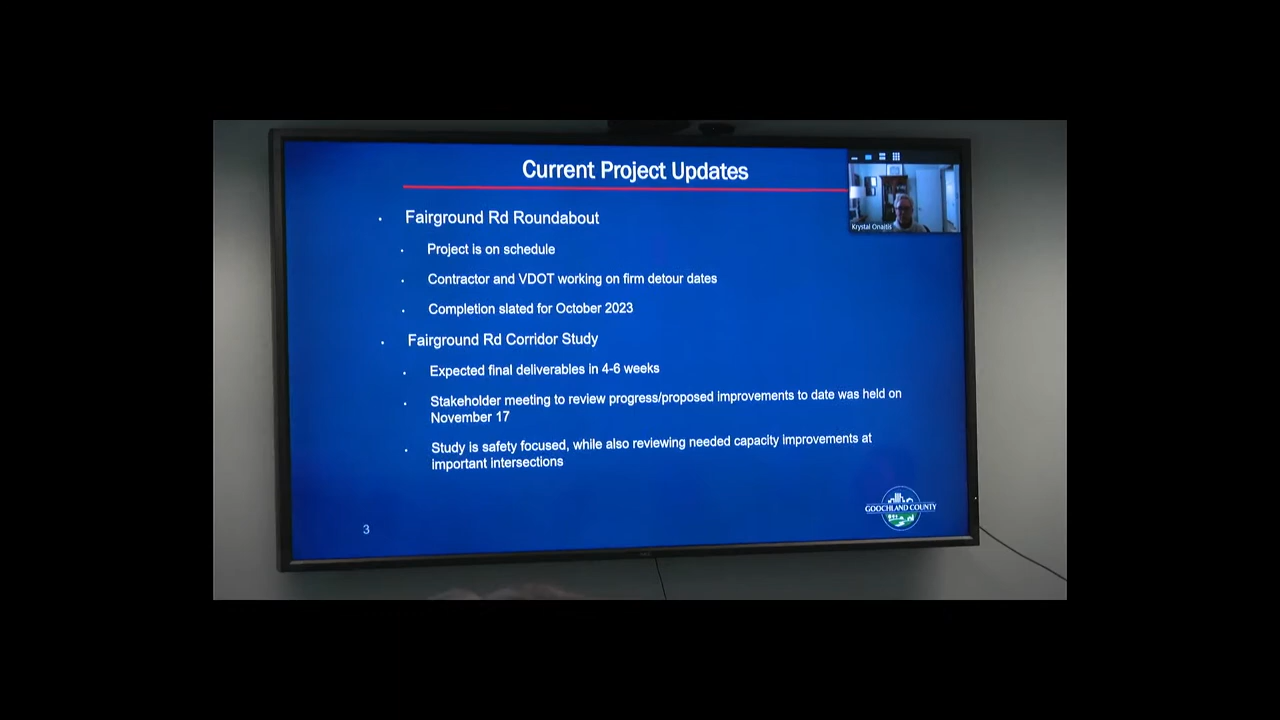 Current Project Updates
Krystal Onaitis
• Fairground Rd Roundabout
• Project is on schedule
• Contractor and VDOT working on firm detour dates
• Completion slated for October 2023
• Fairground Rd Corridor Study
• Expected final deliverables in 4-6 weeks
• Stakeholder meeting to review progress/proposed improvements to date was held on
November 17
• Study is safety focused, while also reviewing needed capacity improvements at
important intersections
GOOCHLAND COUNTY
3